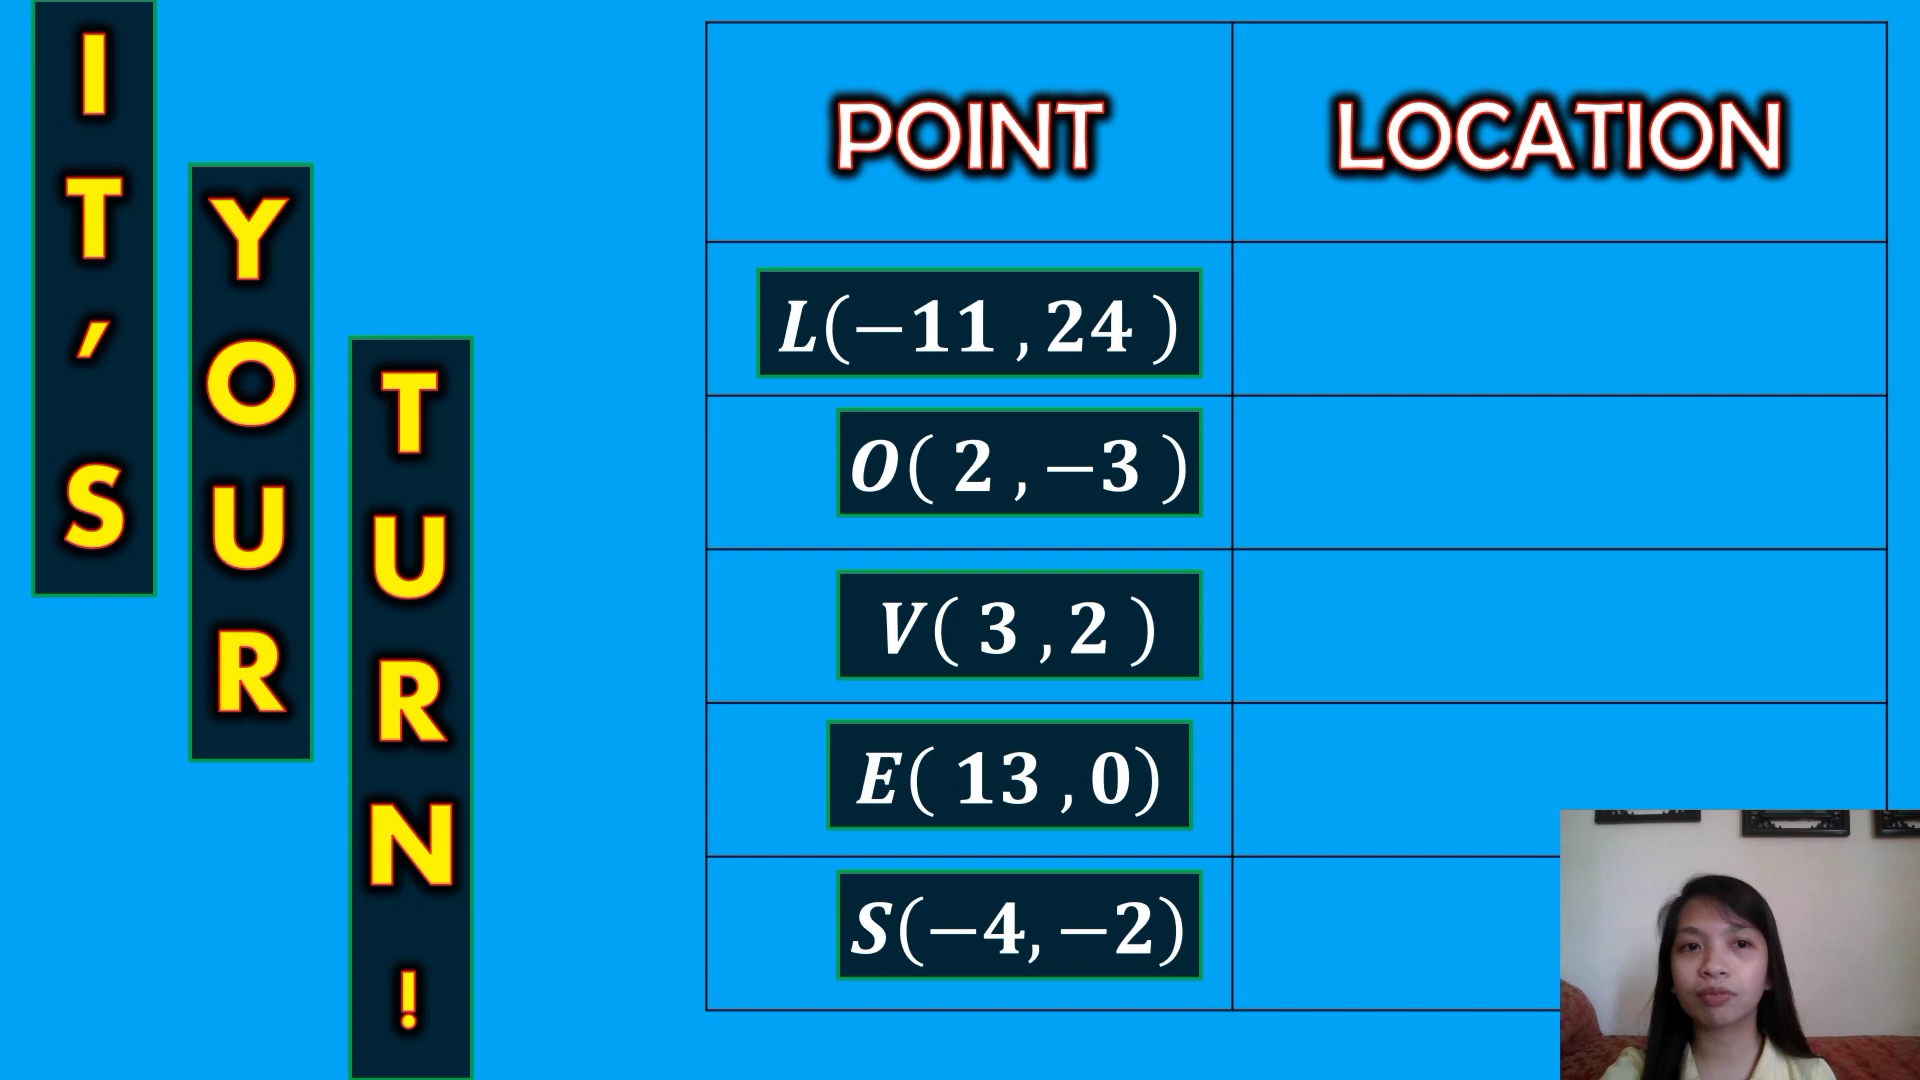 IT'S
YOUR
TURN!
POINT LOCATION
L(−11 ,24 )
O( 2 ,−3 )
V( 3 ,2 )
E( 13 ,0)
S(−4,−2)